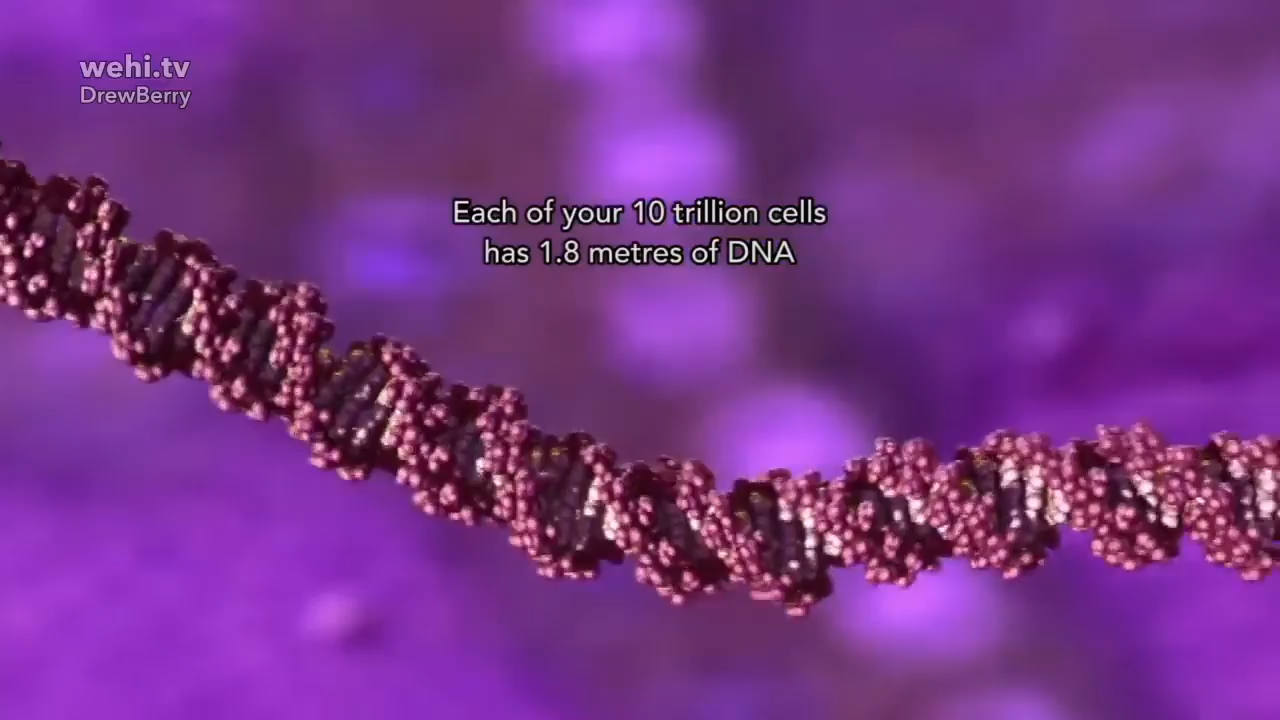 wehi.tv
DrewBerry
Each of your 10 trillion cells
has 1.8 metres of DNA